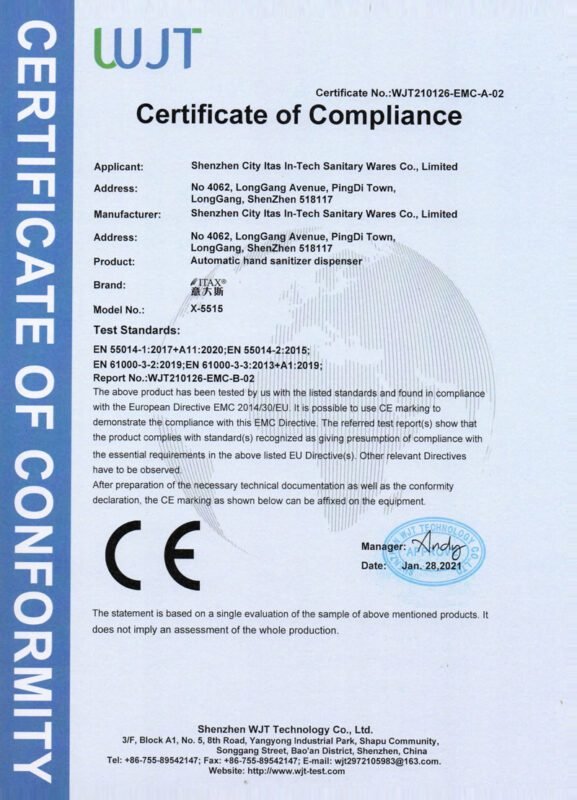 CERTIFICATE OF CONFORMITY
WJT
Certificate No.:WJT210126-EMC-A-02
Certificate of Compliance
Applicant: Shenzhen City Itas In-Tech Sanitary Wares Co., Limited
Address: No 4062, LongGang Avenue, PingDi Town,
LongGang, ShenZhen 518117
Manufacturer: Shenzhen City Itas In-Tech Sanitary Wares Co., Limited
Address: No 4062, LongGang Avenue, PingDi Town,
LongGang, ShenZhen 518117
Product: Automatic hand sanitizer dispenser
Brand: ITAX®
意大斯
Model No.: X-5515
Test Standards:
EN 55014-1:2017+A11:2020;EN 55014-2:2015;
EN 61000-3-2:2019;EN 61000-3-3:2013+A1:2019;
Report No.:WJT210126-EMC-B-02
The above product has been tested by us with the listed standards and found in compliance
with the European Directive EMC 2014/30/EU. It is possible to use CE marking to
demonstrate the compliance with this EMC Directive. The referred test report(s) show that
the product complies with standard(s) recognized as giving presumption of compliance with
the essential requirements in the above listed EU Directive(s). Other relevant Directives
have to be observed.
After preparation of the necessary technical documentation as well as the conformity
declaration, the CE marking as shown below can be affixed on the equipment.
CE
Manager: Andy
Date: Jan. 28,2021
WJT TECHNOLOGY CO.,LTD
APPROV
The statement is based on a single evaluation of the sample of above mentioned products. It
does not imply an assessment of the whole production.
Shenzhen WJT Technology Co., Ltd.
3/F, Block A1, No. 5, 8th Road, Yangyong Industrial Park, Shapu Community,
Songgang Street, Bao'an District, Shenzhen, China
Tel: +86-755-89542147; Fax: +86-755-89542147; E-mail: wjt2972105983@163.com.
Website: http://www.wjt-test.com